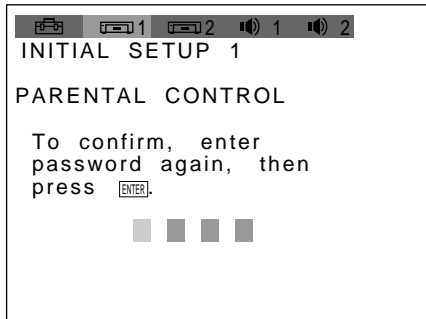 1 2 1 2
INITIAL SETUP 1
PARENTAL CONTROL
To confirm, enter
password again, then
press ENTER.